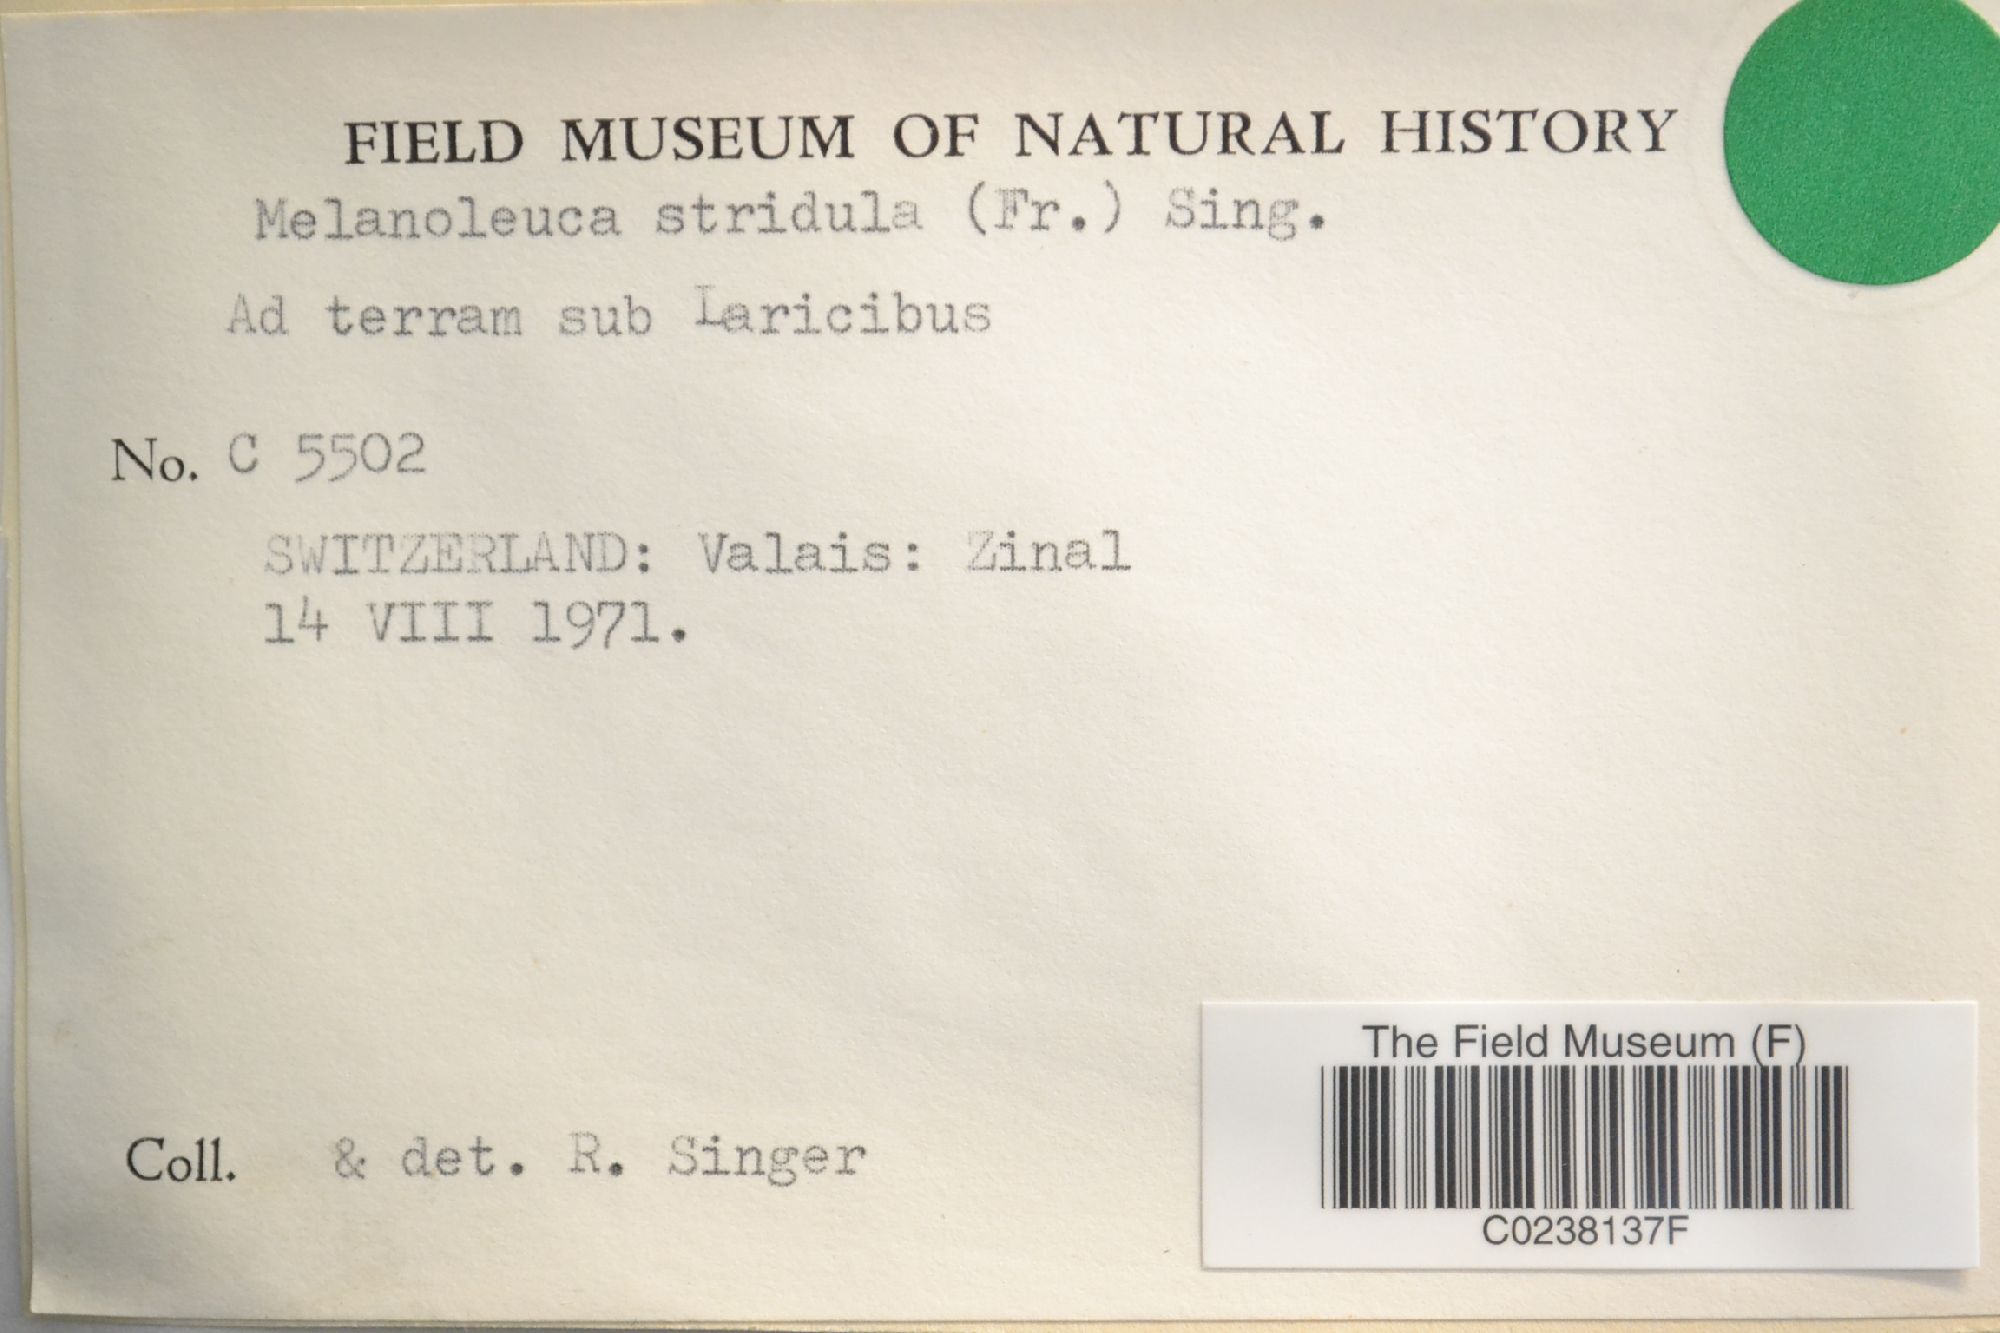 FIELD MUSEUM OF NATURAL HISTORY
Melanoleuca stridula (Fr.) Sing.
Ad terram sub Laricibus
No. C 5502
SWITZERLAND: Valais: Zinal
14 VIII 1971.
Coll. & det. R. Singer
The Field Museum (F)
C0238137F